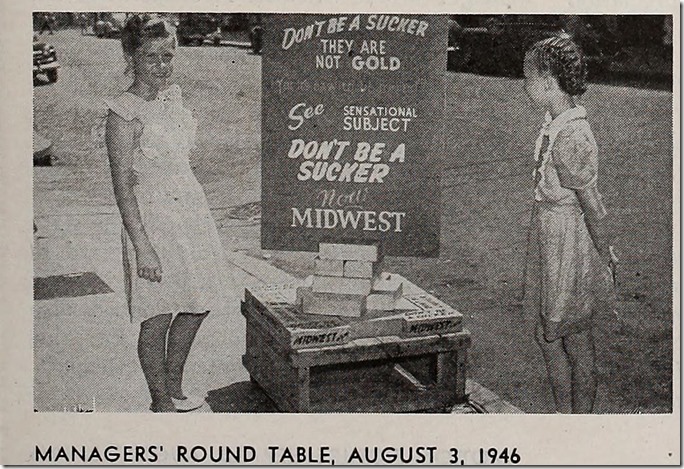 DON'T BE A SUCKER
THEY ARE
NOT GOLD
See SENSATIONAL
SUBJECT
DON'T BE A
SUCKER
Now
MIDWEST
MIDWEST
MIDWEST
MANAGERS' ROUND TABLE, AUGUST 3, 1946